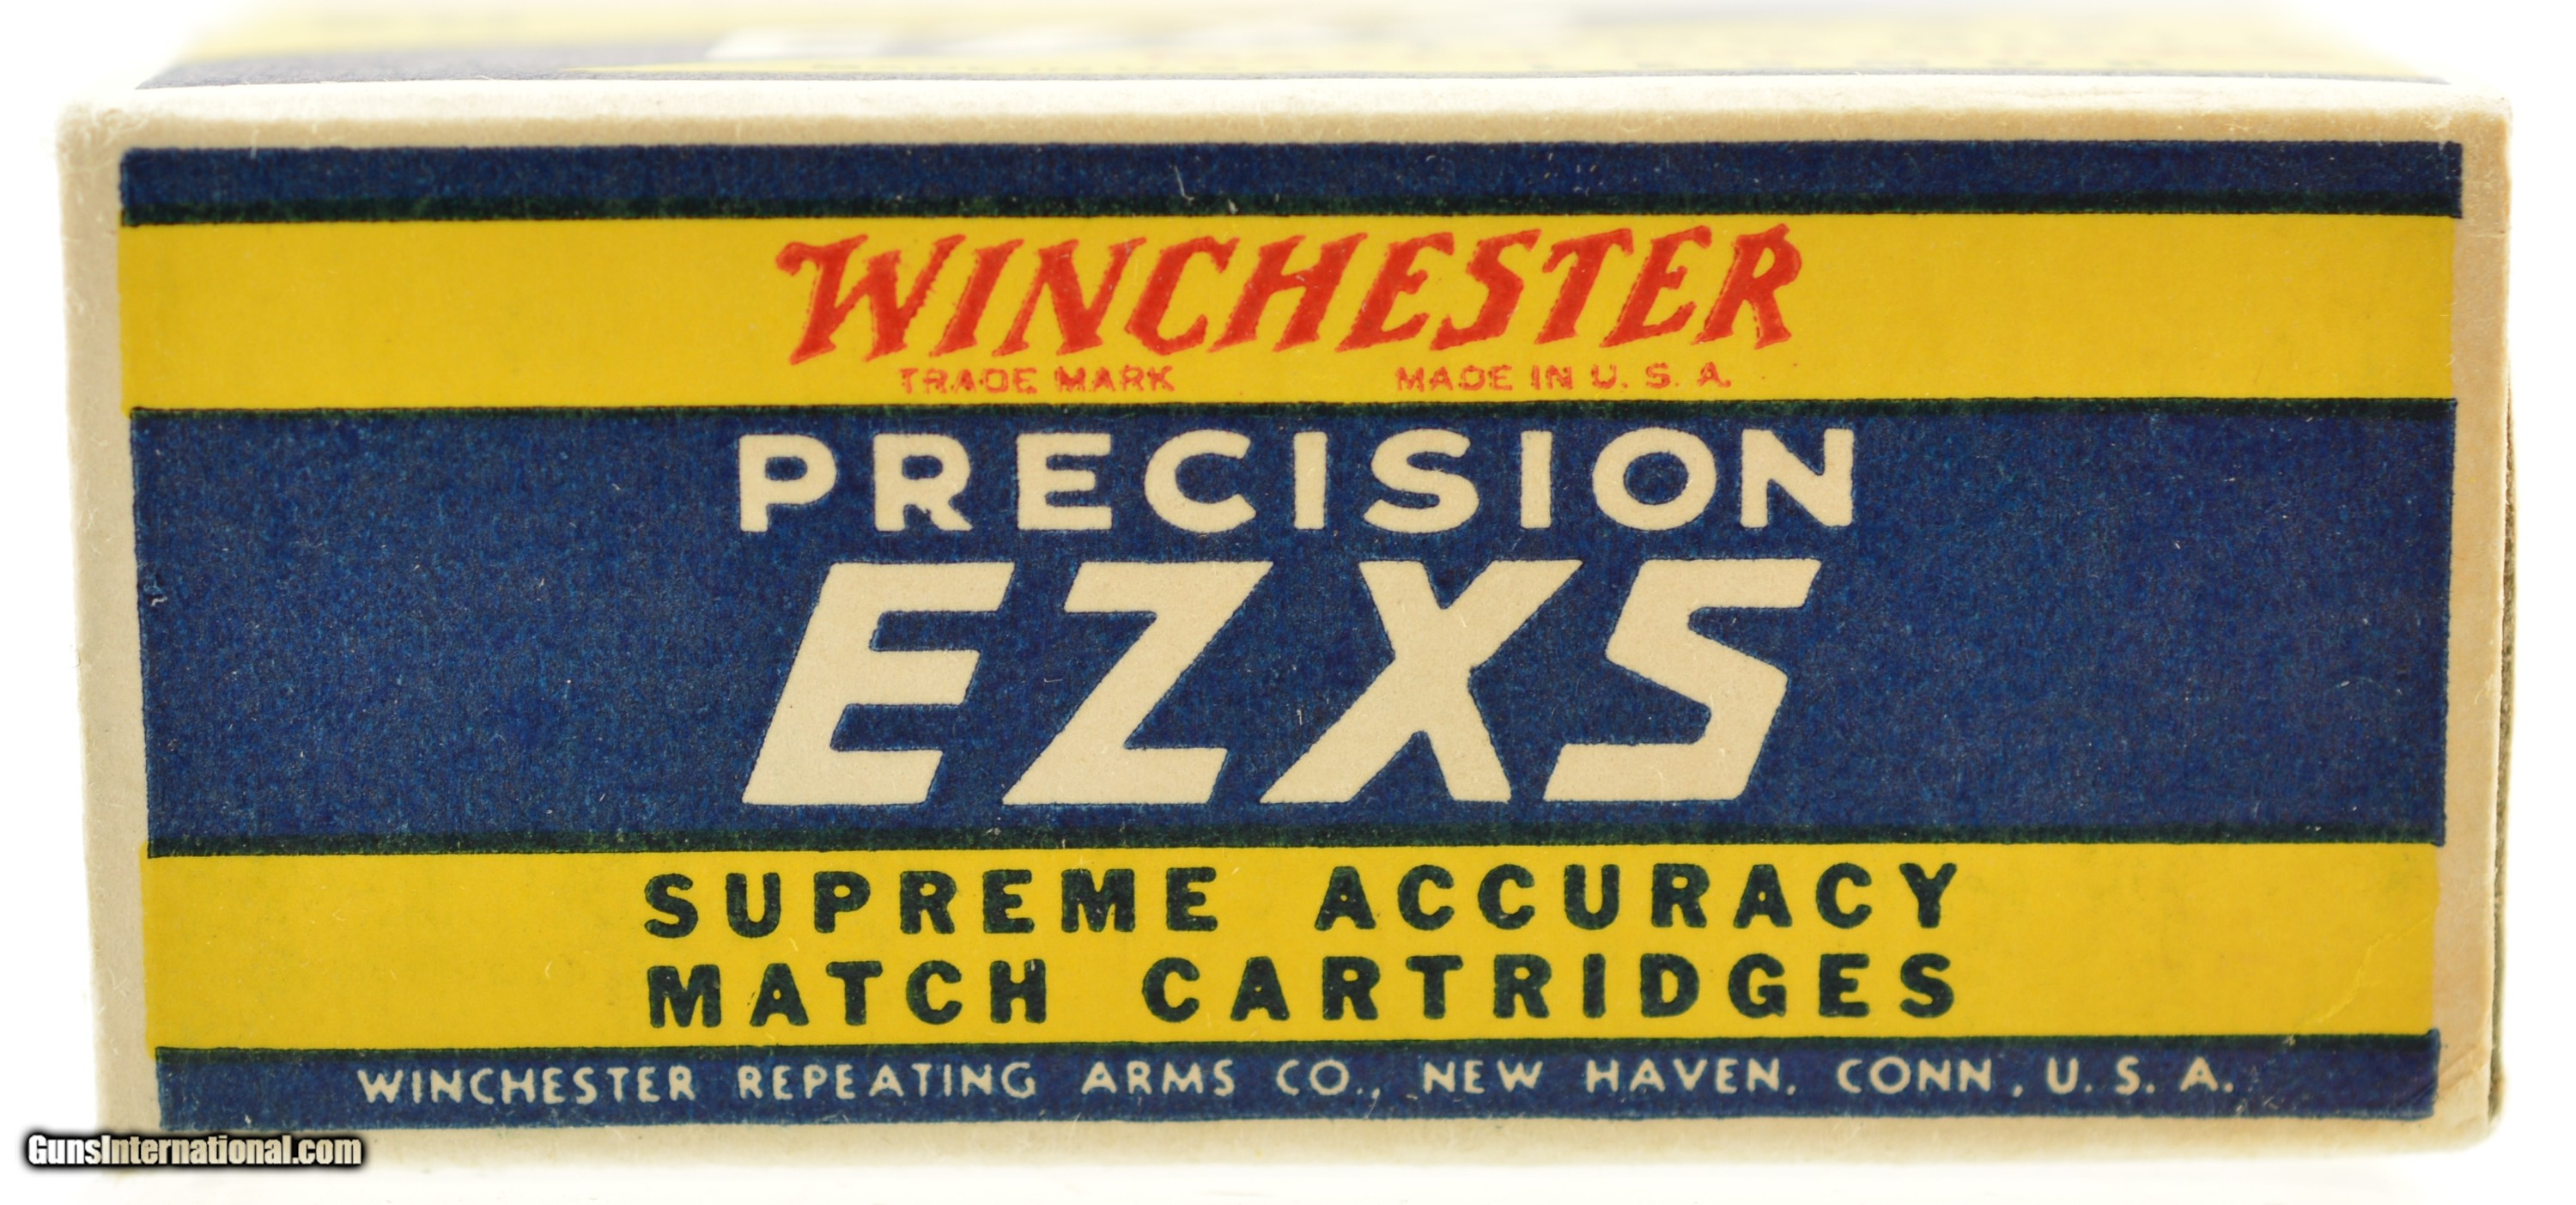 WINCHESTER
TRADE MARK MADE IN U. S. A.
PRECISION
EZXS
SUPREME ACCURACY
MATCH CARTRIDGES
WINCHESTER REPEATING ARMS CO., NEW HAVEN, CONN., U. S. A.
GunsInternational.com